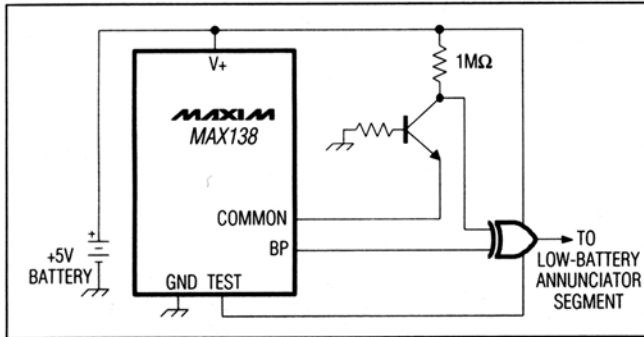 V+
1MΩ
MAXIM
MAX138
COMMON
BP
+
+5V
BATTERY
GND TEST
TO
LOW-BATTERY
ANNUNCIATOR
SEGMENT